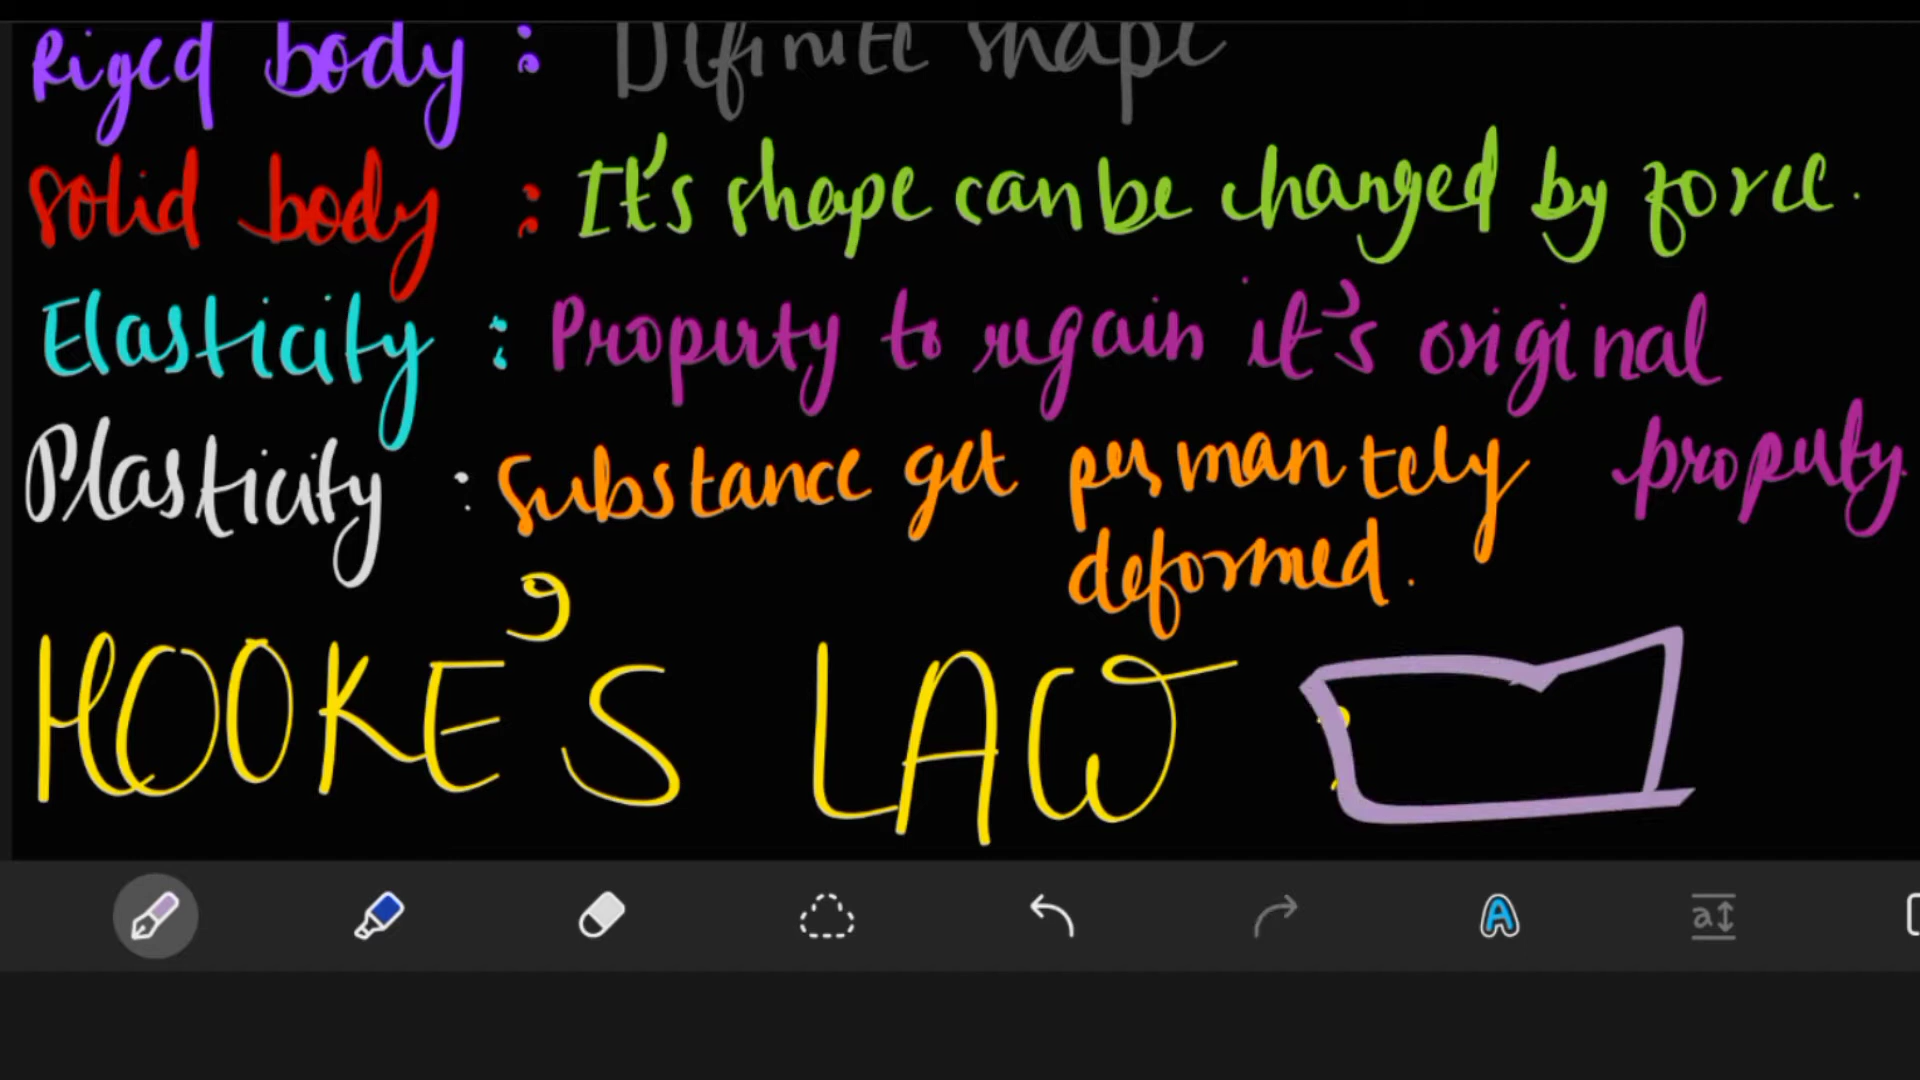 Riged body : Definite shape
Solid body : It's shape can be changed by force.
Elasticity : Property to regain it's original
property.
Plasticity : Substance get permantely
deformed.
HOOKE'S LAW :